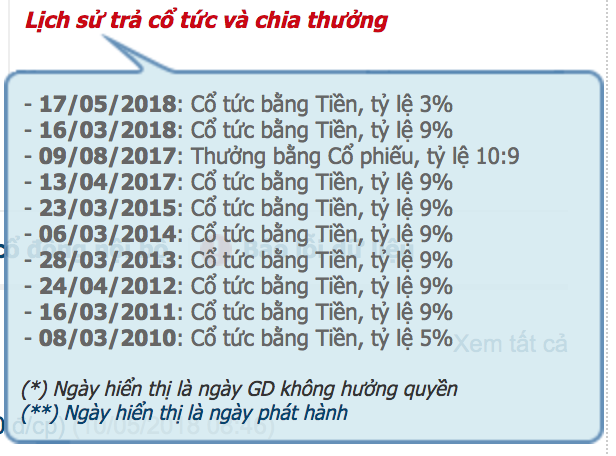 Lịch sử trả cổ tức và chia thưởng
- 17/05/2018: Cổ tức bằng Tiền, tỷ lệ 3%
- 16/03/2018: Cổ tức bằng Tiền, tỷ lệ 9%
- 09/08/2017: Thưởng bằng Cổ phiếu, tỷ lệ 10:9
- 13/04/2017: Cổ tức bằng Tiền, tỷ lệ 9%
- 23/03/2015: Cổ tức bằng Tiền, tỷ lệ 9%
- 06/03/2014: Cổ tức bằng Tiền, tỷ lệ 9%
- 28/03/2013: Cổ tức bằng Tiền, tỷ lệ 9%
- 24/04/2012: Cổ tức bằng Tiền, tỷ lệ 9%
- 16/03/2011: Cổ tức bằng Tiền, tỷ lệ 9%
- 08/03/2010: Cổ tức bằng Tiền, tỷ lệ 5%
Xem tất cả
(*) Ngày hiển thị là ngày GD không hưởng quyền
(**) Ngày hiển thị là ngày phát hành
đ/cp) (10/05/2018 08:46)